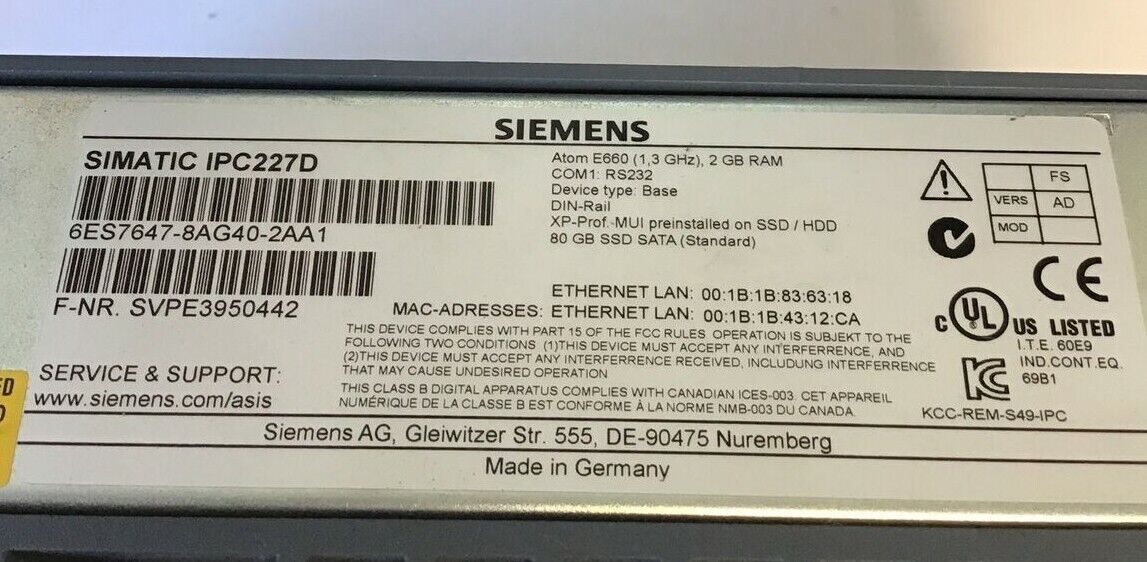 SIEMENS
SIMATIC IPC227D
6ES7647-8AG40-2AA1
F-NR. SVPE3950442
Atom E660 (1,3 GHz), 2 GB RAM
COM1: RS232
Device type: Base
DIN-Rail
XP-Prof.-MUI preinstalled on SSD / HDD
80 GB SSD SATA (Standard)
ETHERNET LAN: 00:1B:1B:83:63:18
MAC-ADRESSES: ETHERNET LAN: 00:1B:1B:43:12:CA
THIS DEVICE COMPLIES WITH PART 15 OF THE FCC RULES. OPERATION IS SUBJEKT TO THE
FOLLOWING TWO CONDITIONS (1)THIS DEVICE MUST ACCEPT ANY INTERFERENCE, AND
(2)THIS DEVICE MUST ACCEPT ANY INTERFERENCE RECEIVED, INCLUDUNG INTERFERENCE
THAT MAY CAUSE UNDESIRED OPERATION
THIS CLASS B DIGITAL APPARATUS COMPLIES WITH CANADIAN ICES-003. CET APPAREIL
NUMÉRIQUE DE LA CLASSE B EST CONFORME À LA NORME NMB-003 DU CANADA.
SERVICE & SUPPORT:
www.siemens.com/asis
FS
VERS AD
MOD
CE
C UL US LISTED
I.T.E. 60E9
IND.CONT.EQ.
69B1
KCC-REM-S49-IPC
Siemens AG, Gleiwitzer Str. 555, DE-90475 Nuremberg
Made in Germany